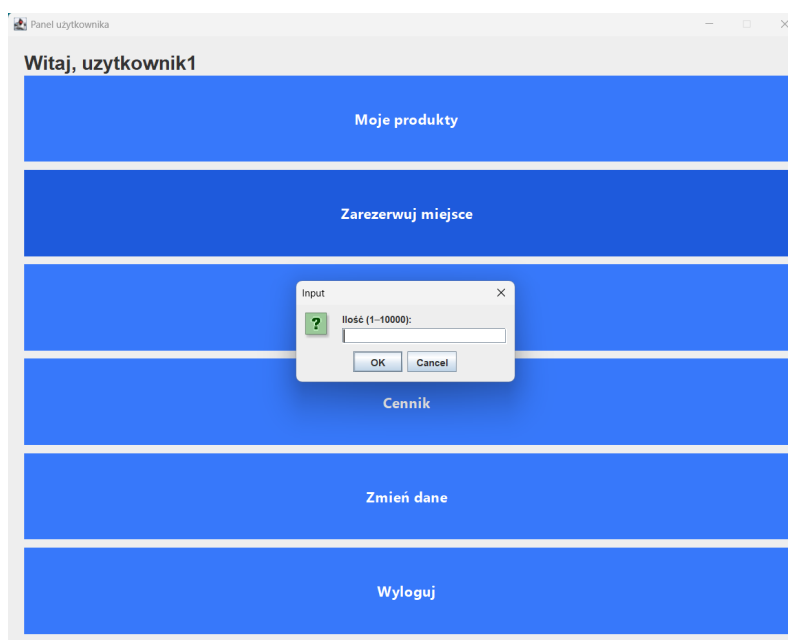 Panel użytkownika
Witaj, uzytkownik1
Moje produkty
Zarezerwuj miejsce
Input
Ilość (1–10000):
OK Cancel
Cennik
Zmień dane
Wyloguj